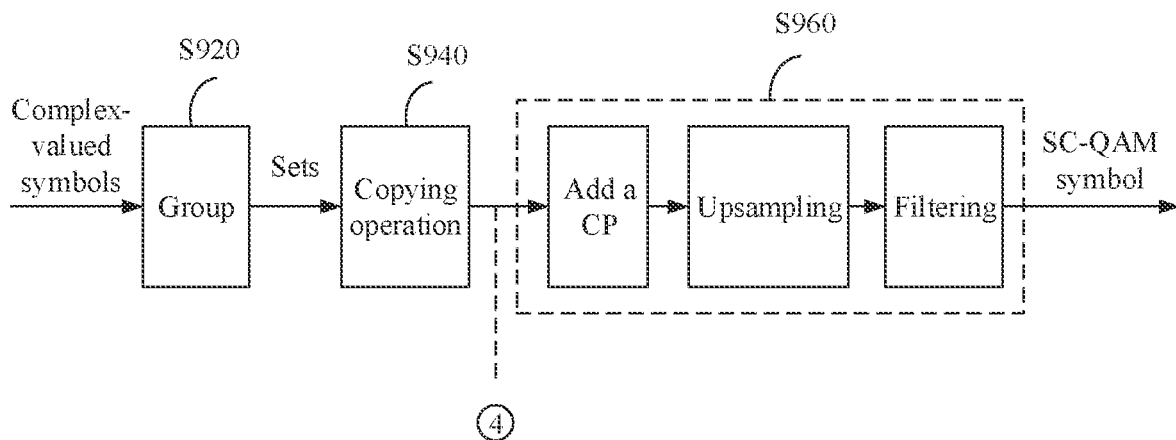 S920
S940
S960
Complex-
valued
symbols
Group
Sets
Copying
operation
Add a
CP
Upsampling
Filtering
SC-QAM
symbol
4